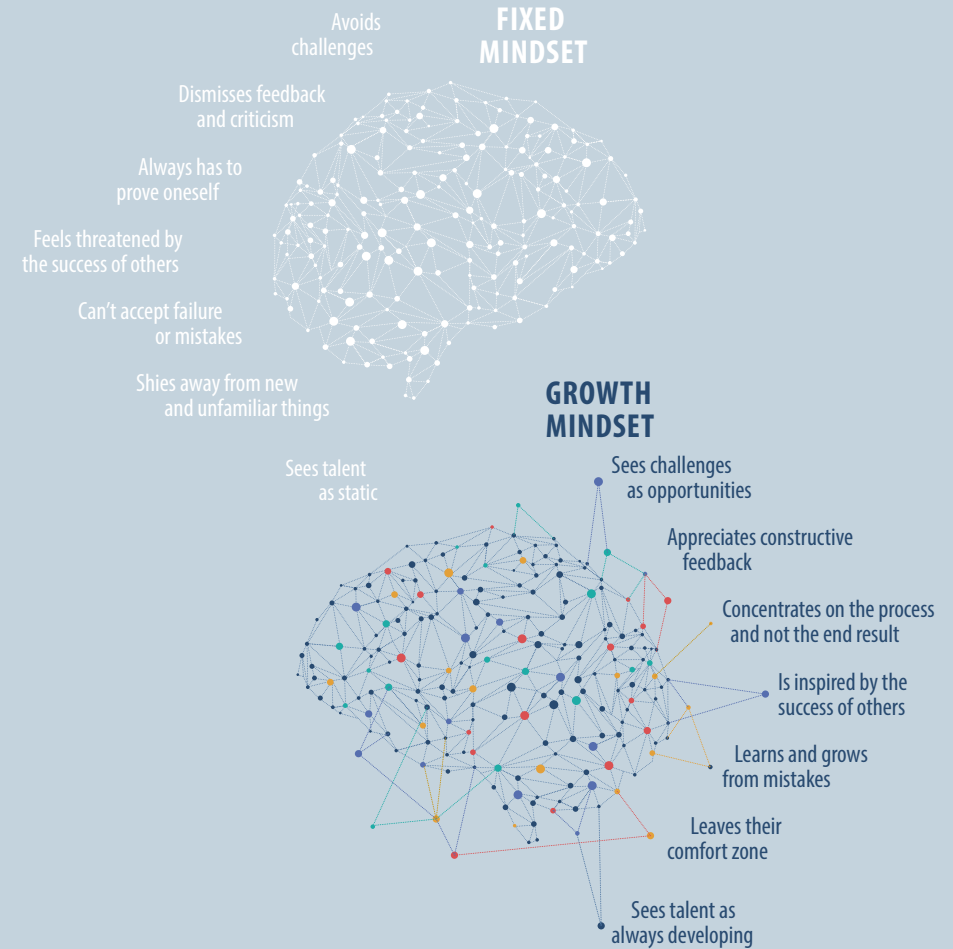 FIXED
MINDSET
Avoids
challenges
Dismisses feedback
and criticism
Always has to
prove oneself
Feels threatened by
the success of others
Can't accept failure
or mistakes
Shies away from new
and unfamiliar things
Sees talent
as static
GROWTH
MINDSET
Sees challenges
as opportunities
Appreciates constructive
feedback
Concentrates on the process
and not the end result
Is inspired by the
success of others
Learns and grows
from mistakes
Leaves their
comfort zone
Sees talent as
always developing